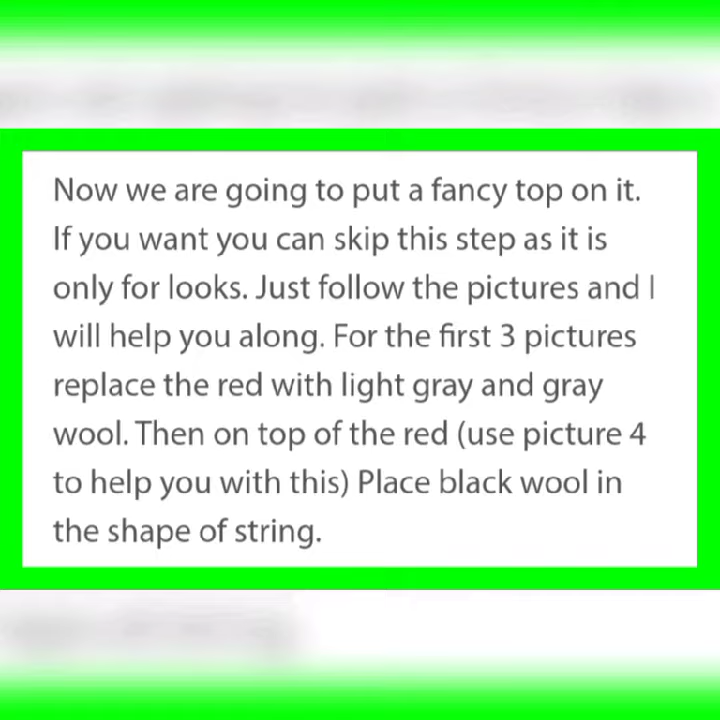 Now we are going to put a fancy top on it.
If you want you can skip this step as it is
only for looks. Just follow the pictures and I
will help you along. For the first 3 pictures
replace the red with light gray and gray
wool. Then on top of the red (use picture 4
to help you with this) Place black wool in
the shape of string.